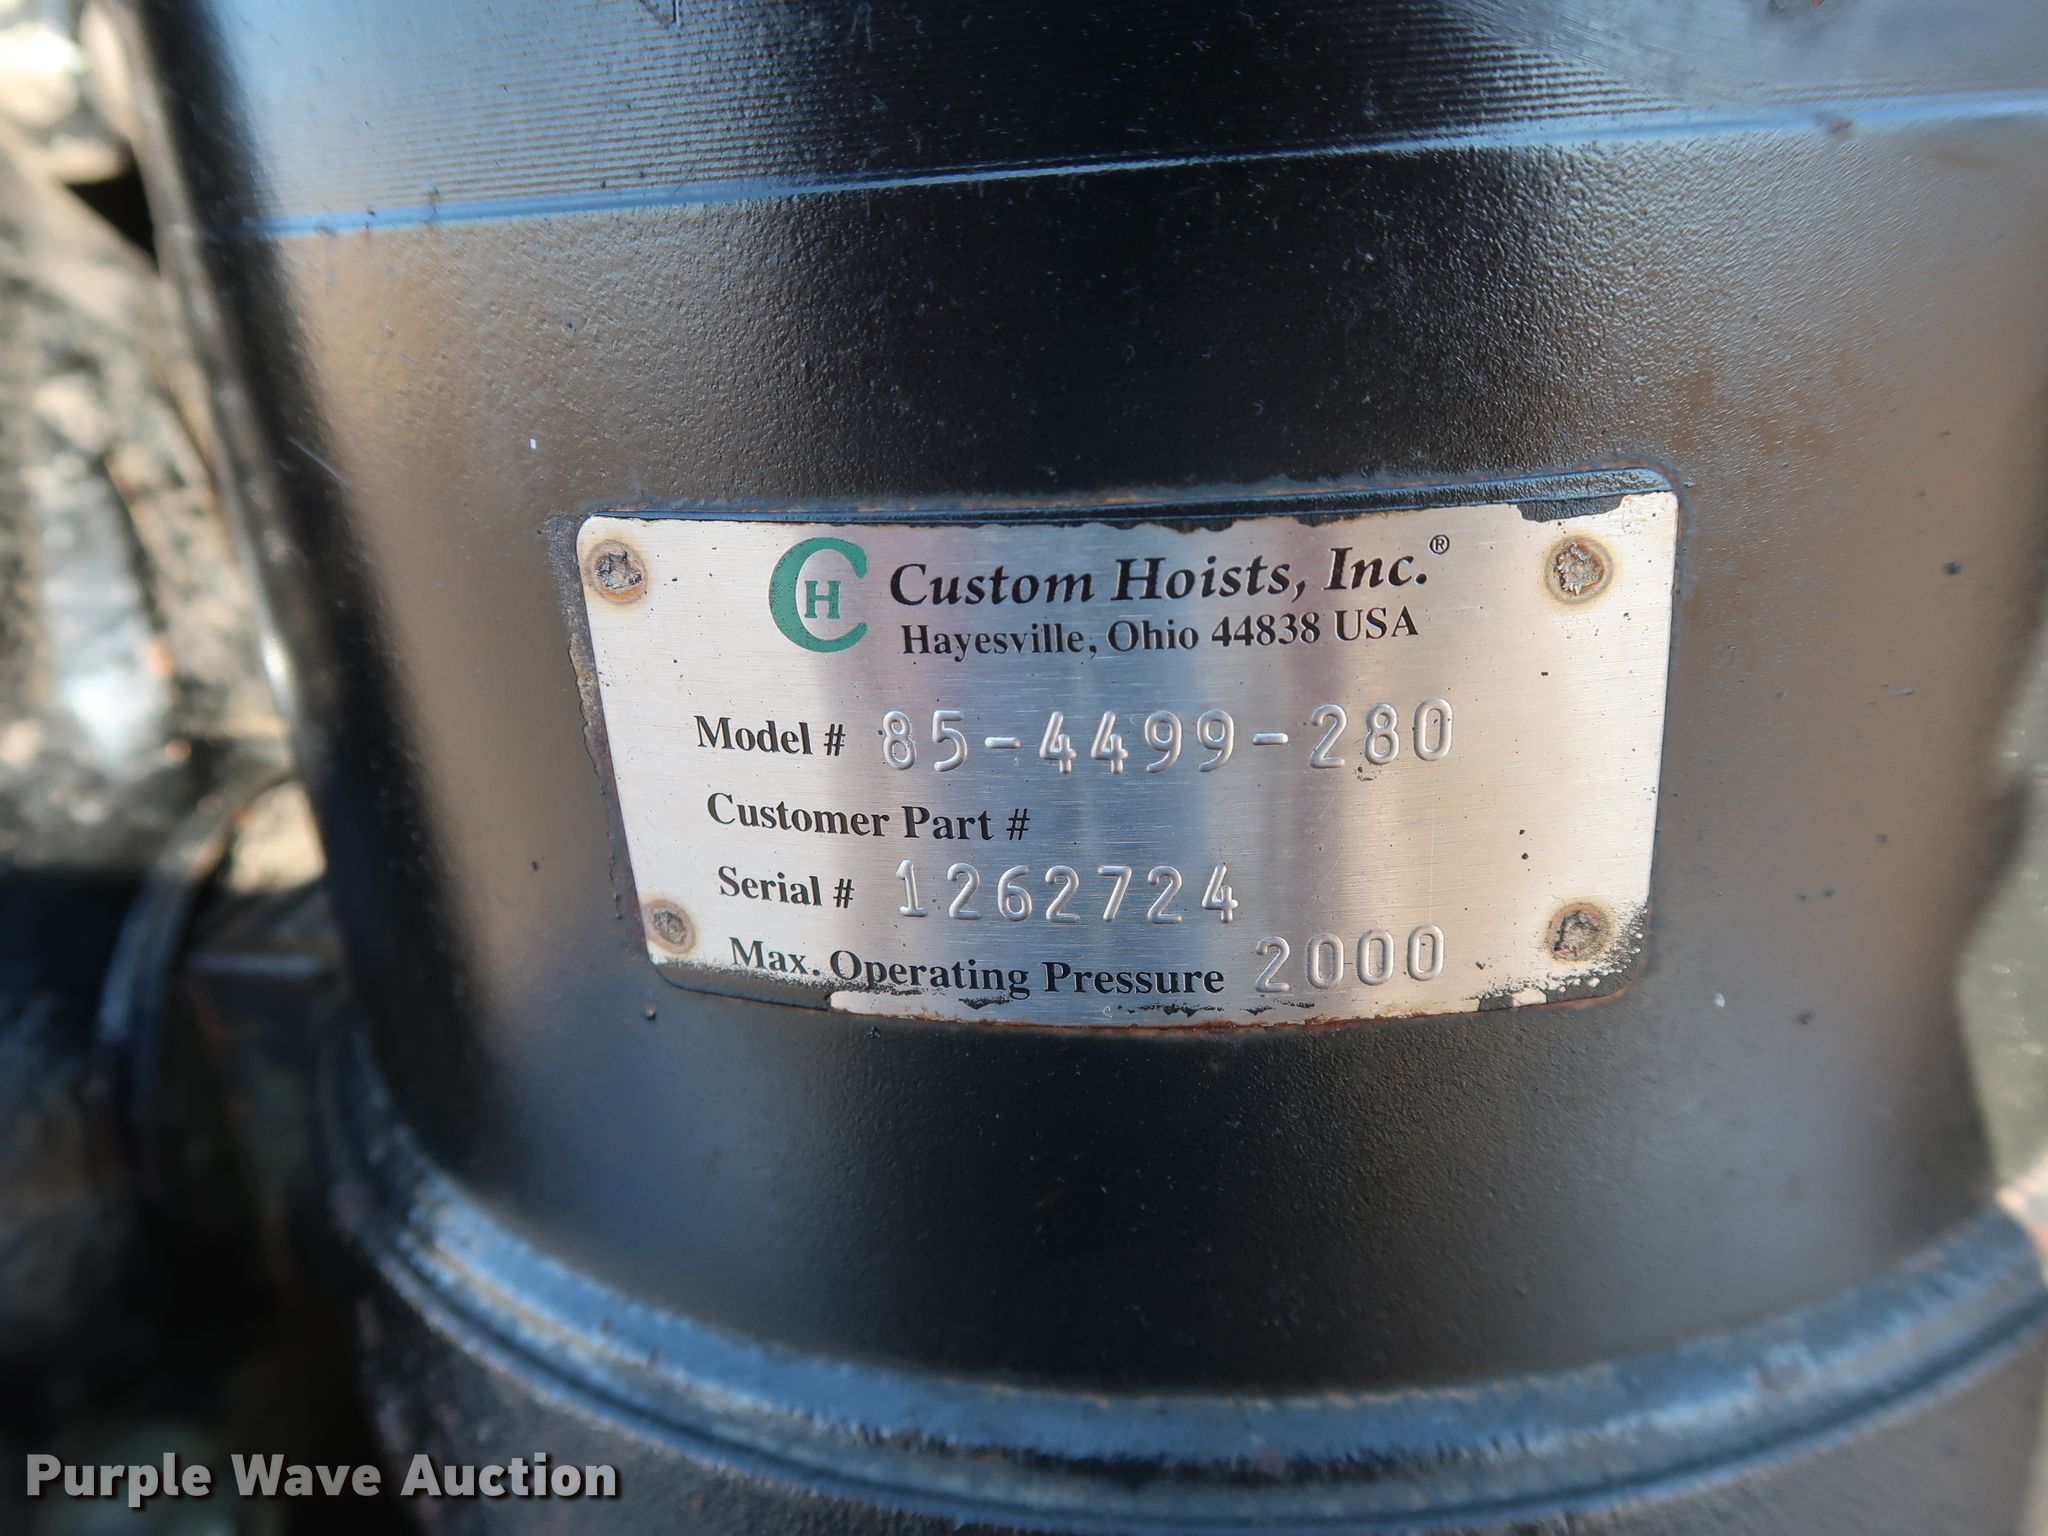 CH Custom Hoists, Inc.®
Hayesville, Ohio 44838 USA
Model # 85-4499-280
Customer Part #
Serial # 1262724
Max. Operating Pressure 2000
Purple Wave Auction